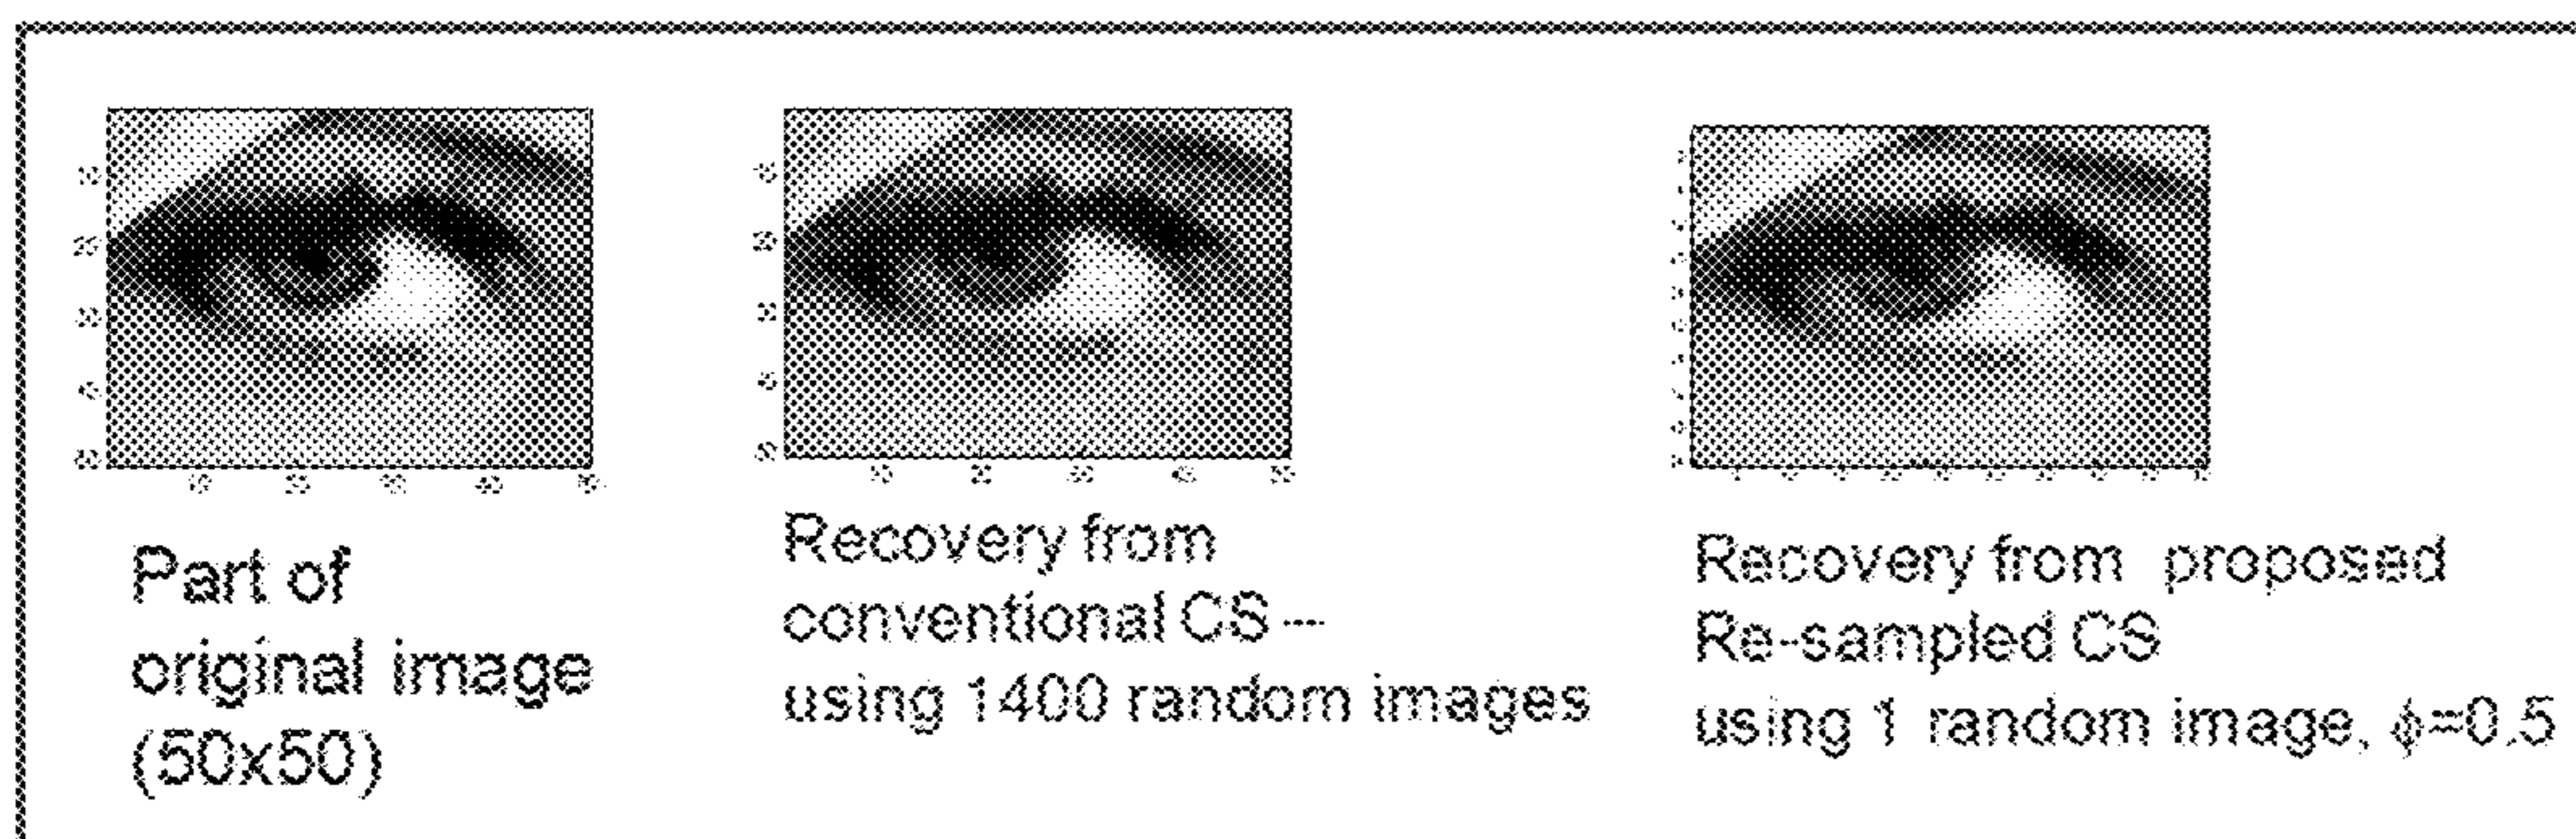 Part of
original image
(50x50)
Recovery from
conventional CS --
using 1400 random images
Recovery from proposed
Re-sampled CS
using 1 random image, ϕ=0.5